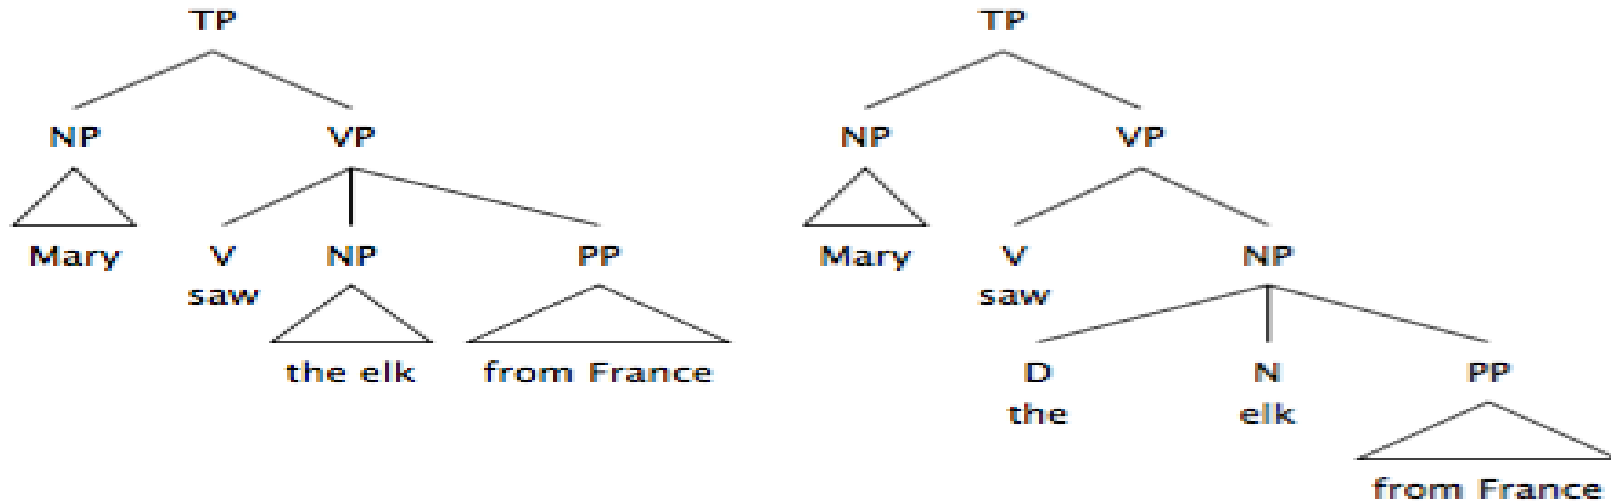 TP
NP VP
Mary V NP PP
saw
the elk from France
TP
NP VP
Mary V NP
saw
D N PP
the elk
from France